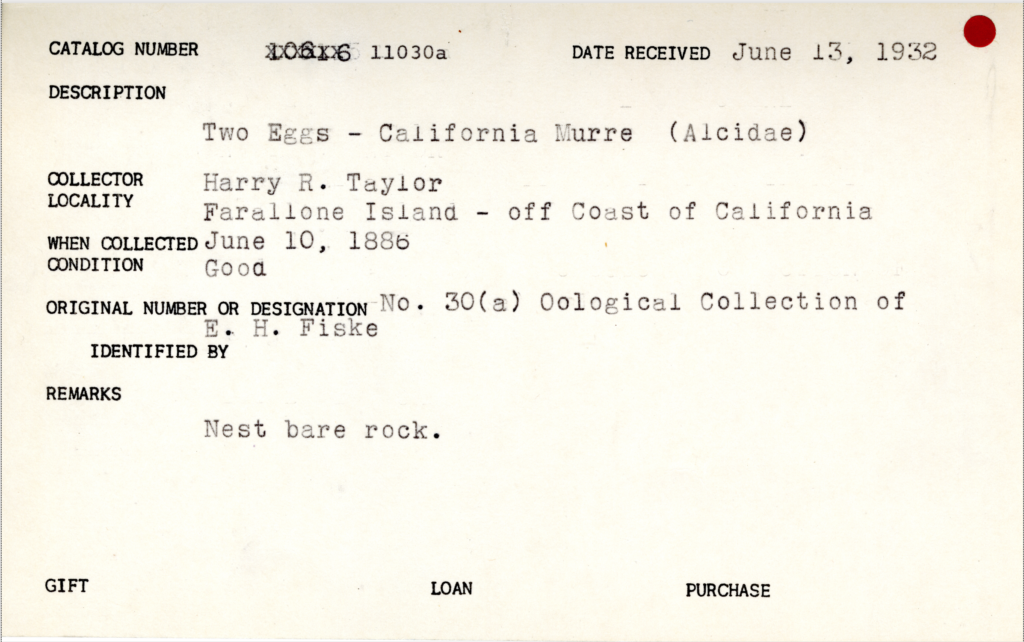 CATALOG NUMBER 11030a DATE RECEIVED June 13, 1932
DESCRIPTION
Two Eggs - California Murre (Alcidae)
COLLECTOR Harry R. Taylor
LOCALITY Farallone Island - off Coast of California
WHEN COLLECTED June 10, 1886
CONDITION Good
ORIGINAL NUMBER OR DESIGNATION No. 30(a) Oological Collection of
E. H. Fiske
IDENTIFIED BY
REMARKS
Nest bare rock.
GIFT LOAN PURCHASE